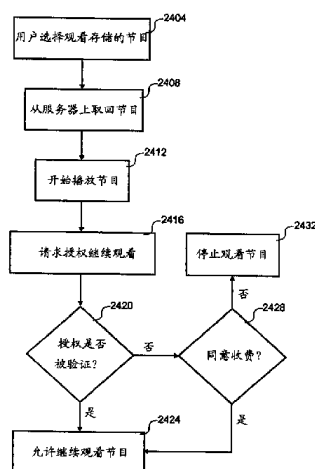 2404
用户选择观看存储的节目
2408
从服务器上取回节目
2412
开始播放节目
2416
请求授权继续观看
2432
停止观看节目
2420
授权是否
被验证?
否
2428
同意收费?
否
是
是
2424
允许继续观看节目